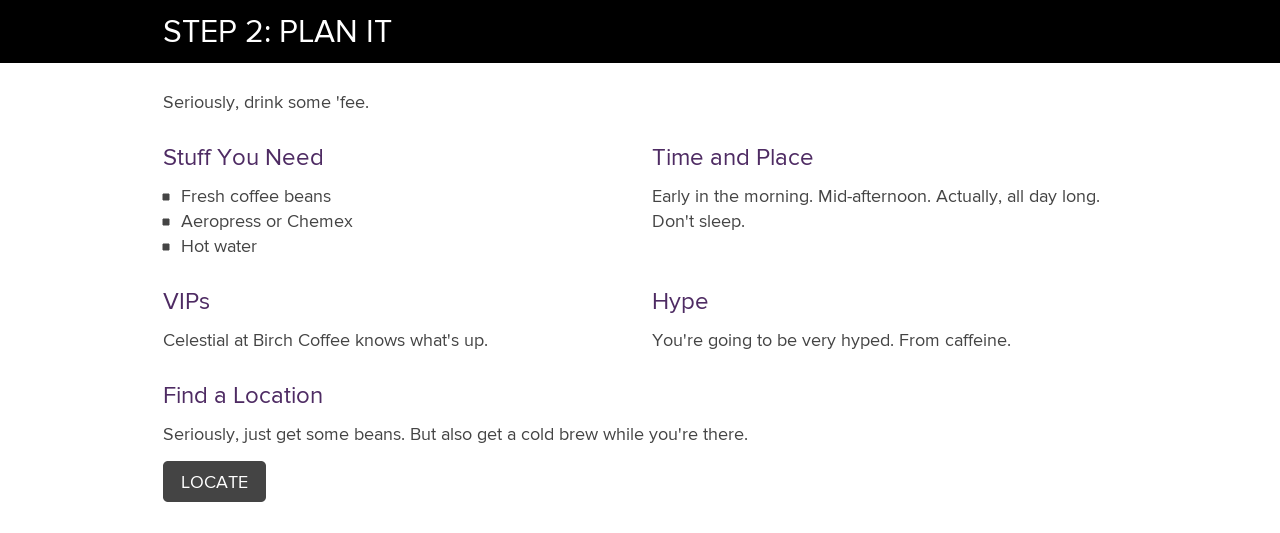 STEP 2: PLAN IT
Seriously, drink some 'fee.
Stuff You Need
Fresh coffee beans
Aeropress or Chemex
Hot water
Time and Place
Early in the morning. Mid-afternoon. Actually, all day long.
Don't sleep.
VIPs
Celestial at Birch Coffee knows what's up.
Hype
You're going to be very hyped. From caffeine.
Find a Location
Seriously, just get some beans. But also get a cold brew while you're there.
LOCATE